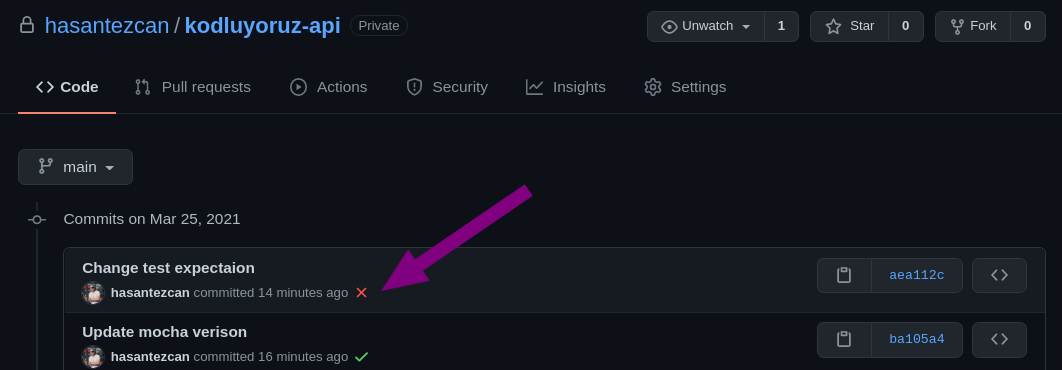 hasantezcan / kodluyoruz-api Private
Unwatch 1 Star 0 Fork 0
Code Pull requests Actions Security Insights Settings
main
Commits on Mar 25, 2021
Change test expectaion
hasantezcan committed 14 minutes ago
aea112c
Update mocha verison
hasantezcan committed 16 minutes ago
ba105a4